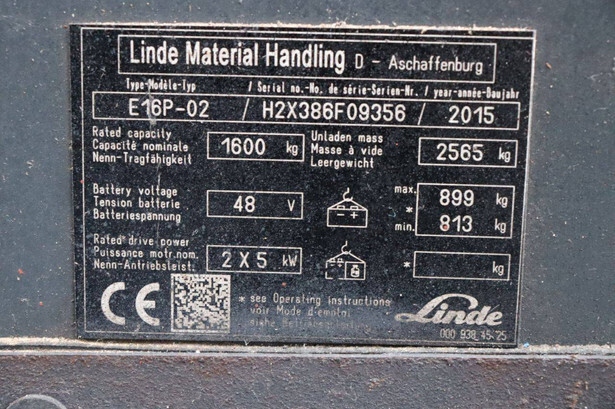 Linde Material Handling D - Aschaffenburg
Type-Modèle-Typ / Serial no.-No. de série-Serien-Nr. / year-année-Baujahr
E16P-02 / H2X386F09356 / 2015
Rated capacity
Capacité nominale
Nenn-Tragfähigkeit
1600 kg
Unladen mass
Masse à vide
Leergewicht
2565 kg
Battery voltage
Tension batterie
Batteriespannung
48 V
- +
max. 899 kg
*
min. 813 kg
Rated drive power
Puissance motr.nom.
Nenn-Antriebsleist.
2 X 5 kW
* kg
CE
* see Operating Instructions
voir Mode d'emploi
siehe
Linde
000 938 45 25